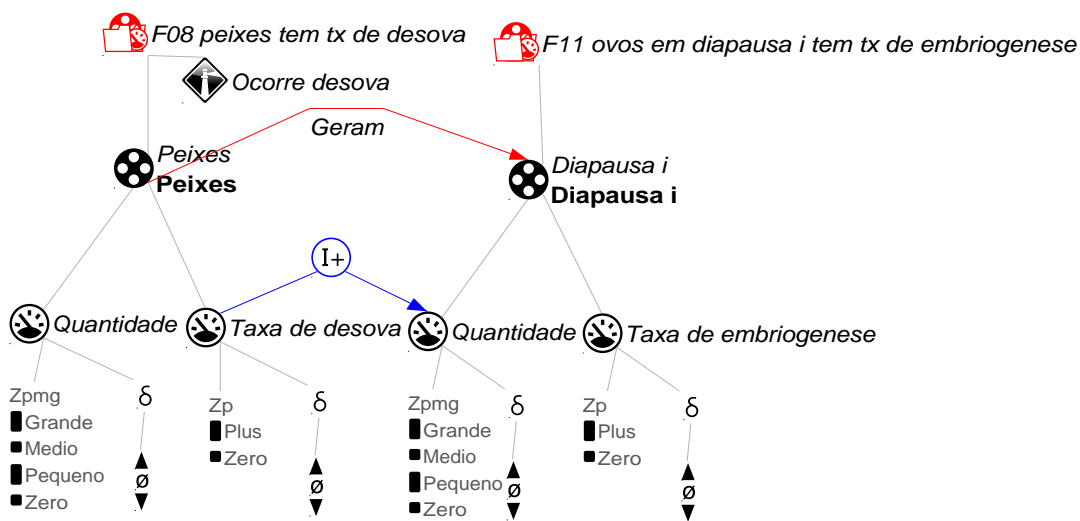 F08 peixes tem tx de desova
F11 ovos em diapausa i tem tx de embriogenese
Ocorre desova
Geram
Peixes
Peixes
Diapausa i
Diapausa i
I+
Quantidade
Taxa de desova
Quantidade
Taxa de embriogenese
Zpmg
Grande
Medio
Pequeno
Zero
δ
ø
Zp
Plus
Zero
δ
ø
Zpmg
Grande
Medio
Pequeno
Zero
δ
ø
Zp
Plus
Zero
δ
ø